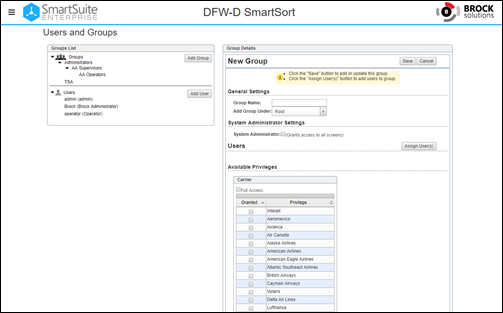 SmartSuite
ENTERPRISE
DFW-D SmartSort
BROCK
solutions
Users and Groups
Groups List
Groups
Add Group
Administrators
AA Supervisors
AA Operators
TSA
Users
Add User
admin (admin)
Brock (Brock Administrator)
operator (Operator)
Group Details
New Group
Save
Cancel
Click the "Save" button to add or update this group.
Click the "Assign User(s)" button to add users to group
General Settings
Group Name:
Add Group Under:
Root
System Administrator Settings
System Administrator:
(Grants access to all screens)
Users
Assign User(s)
Available Privileges
Carrier
Full Access
Granted
Privilege
Interjet
Aeromexico
Avianca
Air Canada
Alaska Airlines
American Airlines
American Eagle Airlines
Atlantic Southeast Airlines
British Airways
Cayman Airways
Volaris
Delta Air Lines
Lufthansa